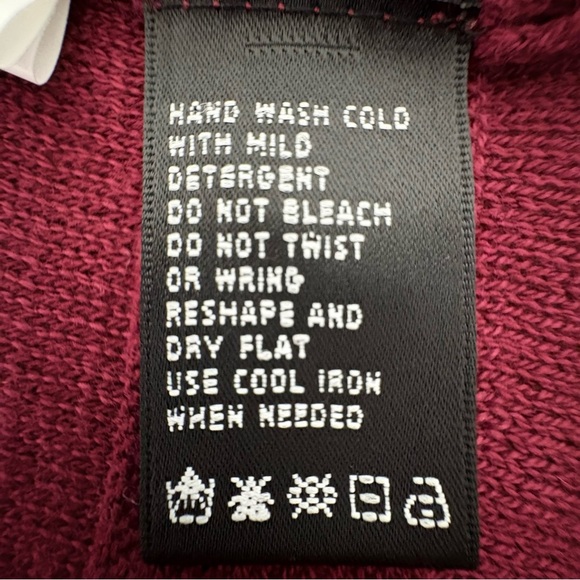 HAND WASH COLD
WITH MILD
DETERGENT
DO NOT BLEACH
DO NOT TWIST
OR WRING
RESHAPE AND
DRY FLAT
USE COOL IRON
WHEN NEEDED